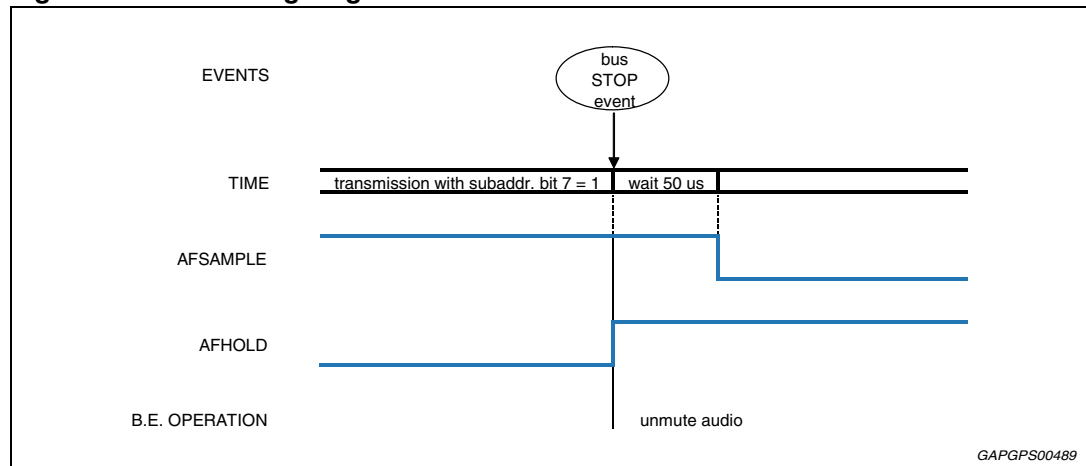 EVENTS
bus
STOP
event
TIME
transmission with subaddr. bit 7 = 1
wait 50 us
AFSAMPLE
AFHOLD
B.E. OPERATION
unmute audio
GAPGPS00489